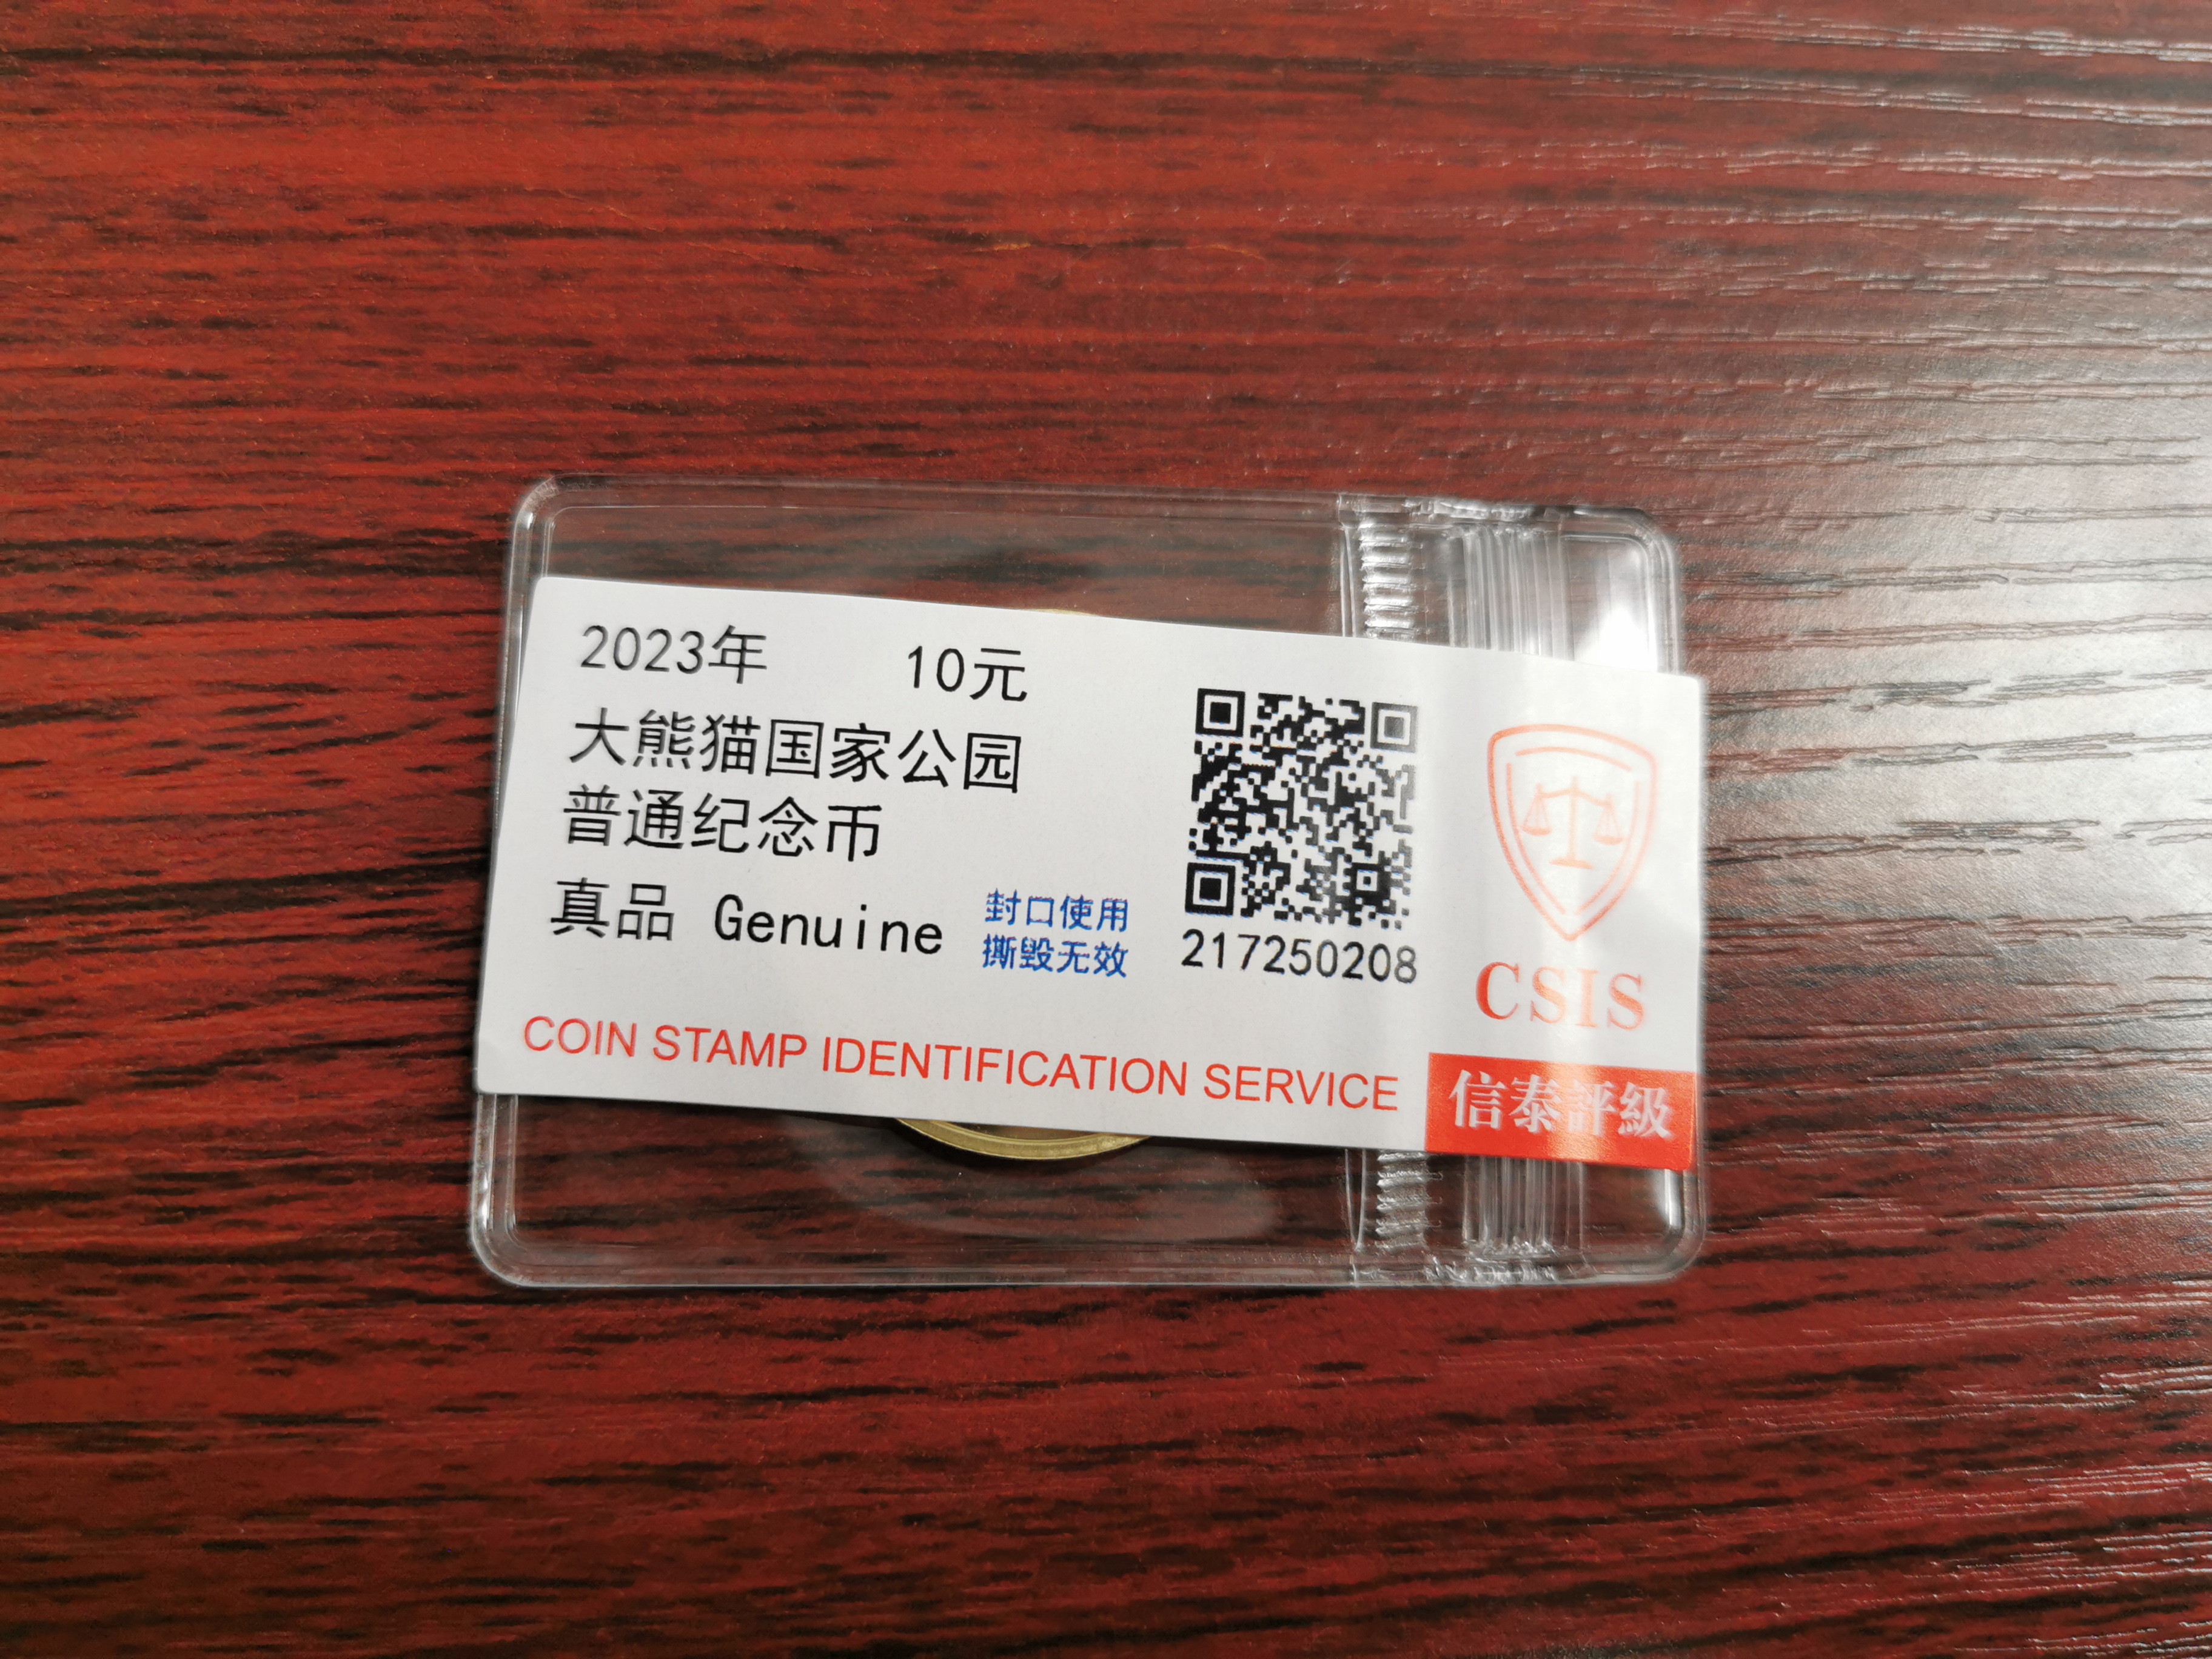 2023年 10元
大熊猫国家公园
普通纪念币
真品 Genuine
封口使用
撕毁无效
217250208
COIN STAMP IDENTIFICATION SERVICE
CSIS
信泰評級